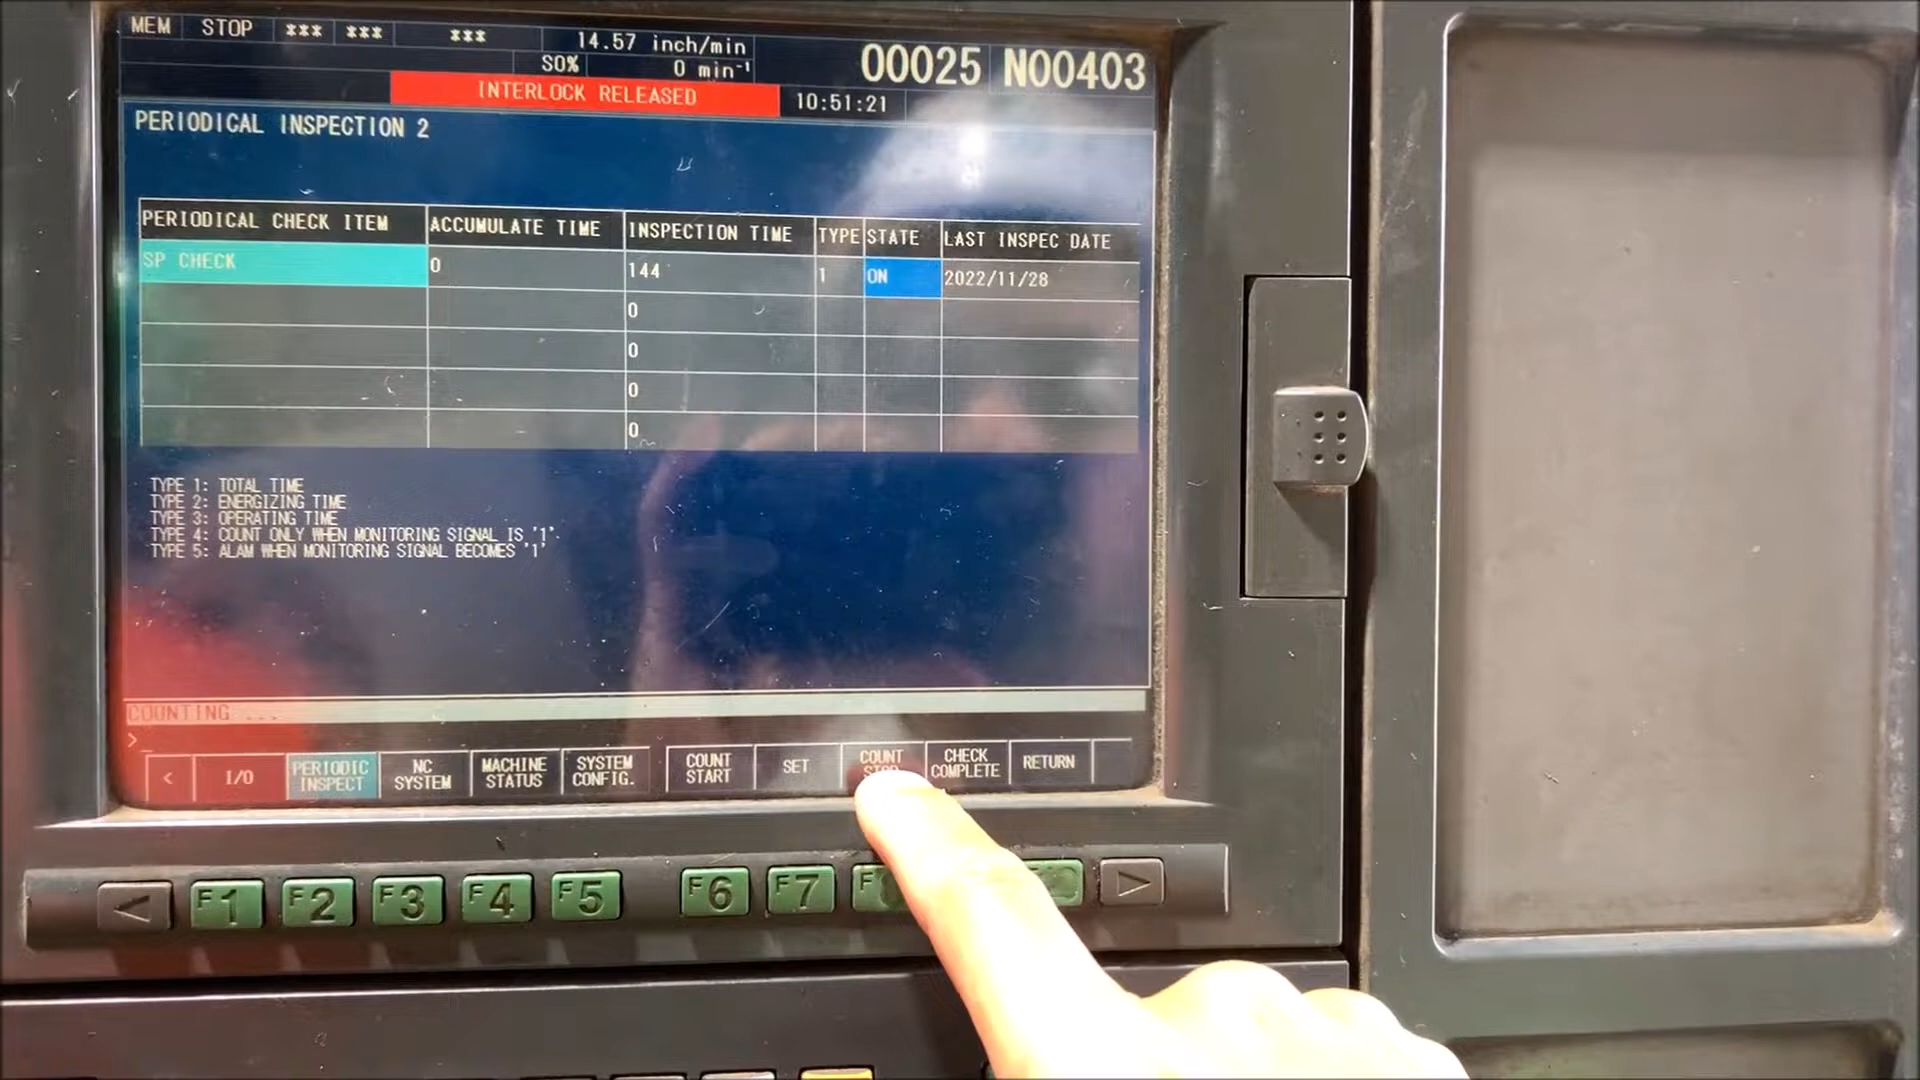 MEM STOP *** *** *** 14.57 inch/min
S0% 0 min-1
00025 N00403
INTERLOCK RELEASED 10:51:21
PERIODICAL INSPECTION 2
PERIODICAL CHECK ITEM ACCUMULATE TIME INSPECTION TIME TYPE STATE LAST INSPEC DATE
SP CHECK 0 144 1 ON 2022/11/28
0
0
0
0
TYPE 1: TOTAL TIME
TYPE 2: ENERGIZING TIME
TYPE 3: OPERATING TIME
TYPE 4: COUNT ONLY WHEN MONITORING SIGNAL IS '1'.
TYPE 5: ALAM WHEN MONITORING SIGNAL BECOMES '1'
COUNTING ...
>_
< I/O
PERIODIC
INSPECT
NC
SYSTEM
MACHINE
STATUS
SYSTEM
CONFIG.
COUNT
START
SET
COUNT
CHECK
COMPLETE
RETURN
F1 F2 F3 F4 F5 F6 F7